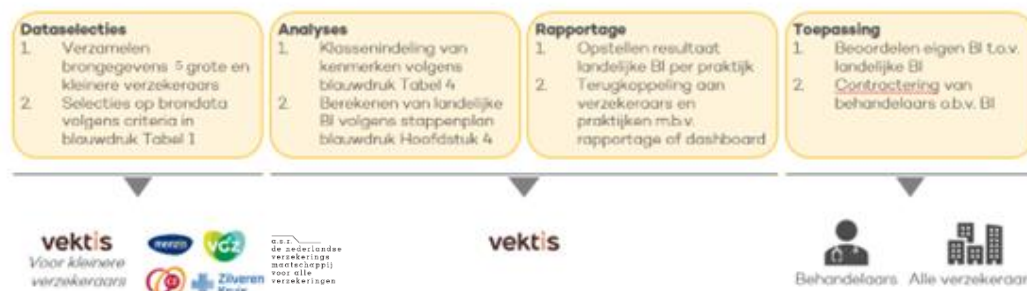 Dataselecties
1. Verzamelen
brongegevens 5 grote en
kleinere verzekeraars
2. Selecties op brondata
volgens criteria in
blauwdruk Tabel 1
Analyses
1. Klassenindeling van
kenmerken volgens
blauwdruk Tabel 4
2. Berekenen van landelijke
BI volgens stappenplan
blauwdruk Hoofdstuk 4
Rapportage
1. Opstellen resultaat
landelijke BI per praktijk
2. Terugkoppeling aan
verzekeraars en
praktijken m.b.v.
rapportage of dashboard
Toepassing
1. Beoordelen eigen BI t.o.v.
landelijke BI
2. Contractering van
behandelaars o.b.v. BI
vektis
Voor kleinere
verzekeraars
menzis
vgz
cz
Zilveren
Kruis
a.s.r.
de nederlandse
verzekerings
maatschappij
voor alle
verzekeringen
vektis
Behandelaars
Alle verzekeraar